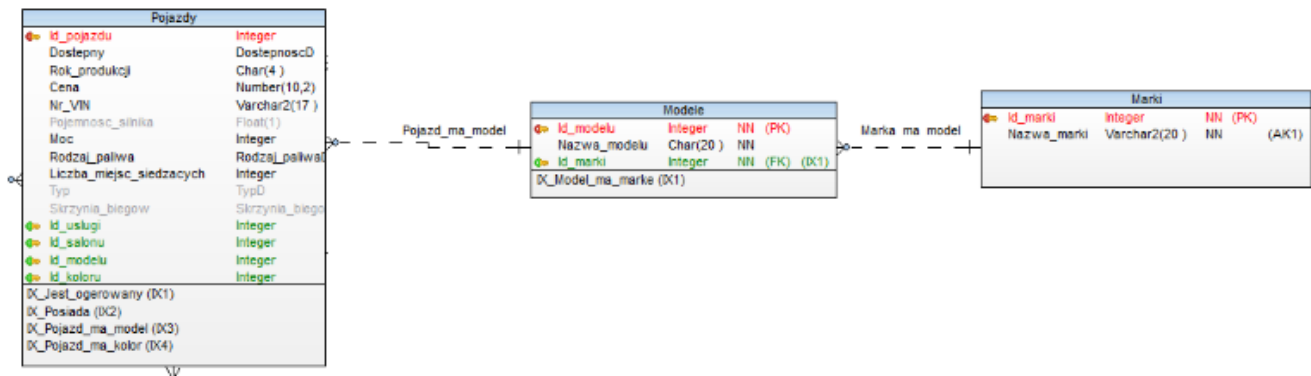 Pojazdy
Id_pojazdu Integer
Dostepny DostepnoscD
Rok_produkcji Char(4 )
Cena Number(10,2)
Nr_VIN Varchar2(17 )
Pojemnosc_silnika Float(1)
Moc Integer
Rodzaj_paliwa Rodzaj_paliwa
Liczba_miejsc_siedzacych Integer
Typ TypD
Skrzynia_biegow Skrzynia_biego
Id_uslugi Integer
Id_salonu Integer
Id_modelu Integer
Id_koloru Integer
IX_Jest_ogerowany (IX1)
IX_Posiada (IX2)
IX_Pojazd_ma_model (IX3)
IX_Pojazd_ma_kolor (IX4)
Pojazd_ma_model
Modele
Id_modelu Integer NN (PK)
Nazwa_modelu Char(20 ) NN
Id_marki Integer NN (FK) (IX1)
IX_Model_ma_marke (IX1)
Marka_ma_model
Marki
Id_marki Integer NN (PK)
Nazwa_marki Varchar2(20 ) NN (AK1)